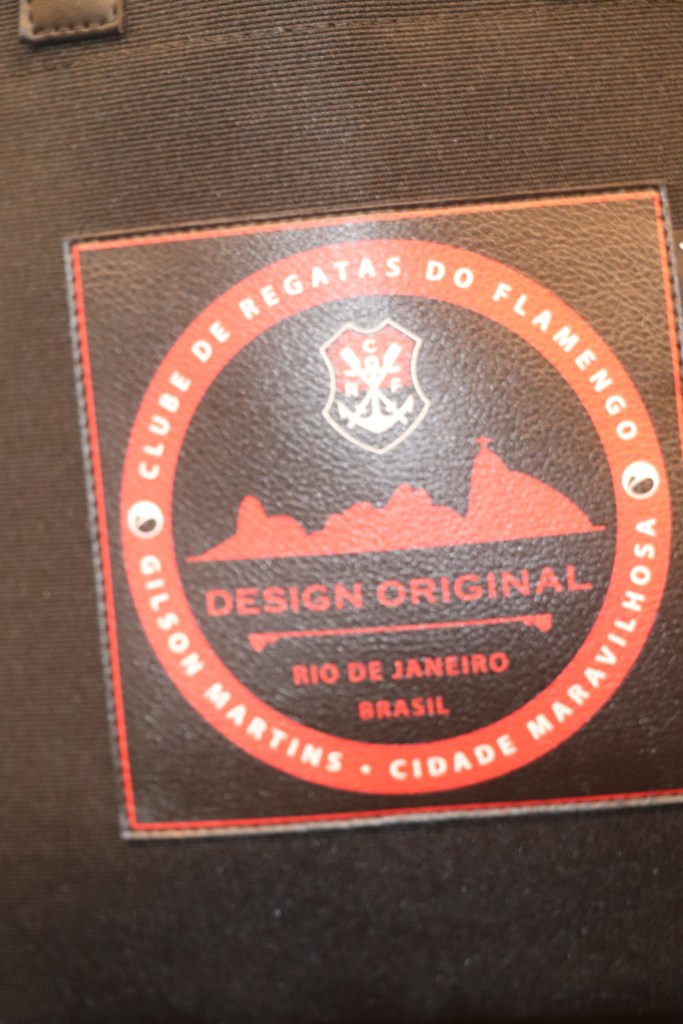 CLUBE DE REGATAS DO FLAMENGO
C
R F
DESIGN ORIGINAL
RIO DE JANEIRO
BRASIL
GILSON MARTINS • CIDADE MARAVILHOSA